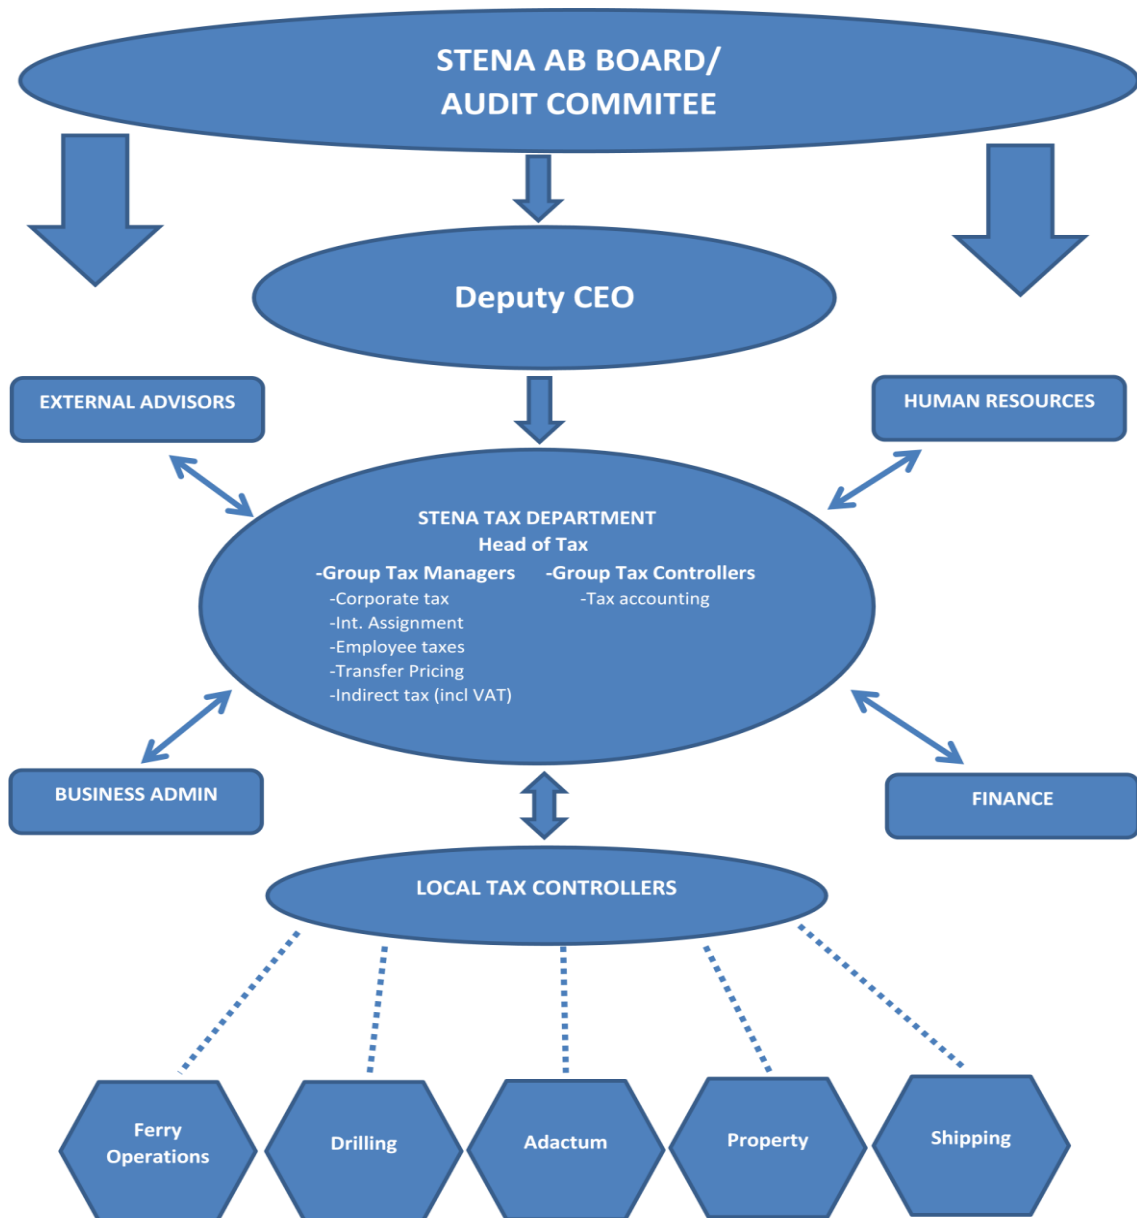 STENA AB BOARD/
AUDIT COMMITEE
Deputy CEO
EXTERNAL ADVISORS
HUMAN RESOURCES
STENA TAX DEPARTMENT
Head of Tax
-Group Tax Managers
-Corporate tax
-Int. Assignment
-Employee taxes
-Transfer Pricing
-Indirect tax (incl VAT)
-Group Tax Controllers
-Tax accounting
BUSINESS ADMIN
FINANCE
LOCAL TAX CONTROLLERS
Ferry
Operations
Drilling
Adactum
Property
Shipping